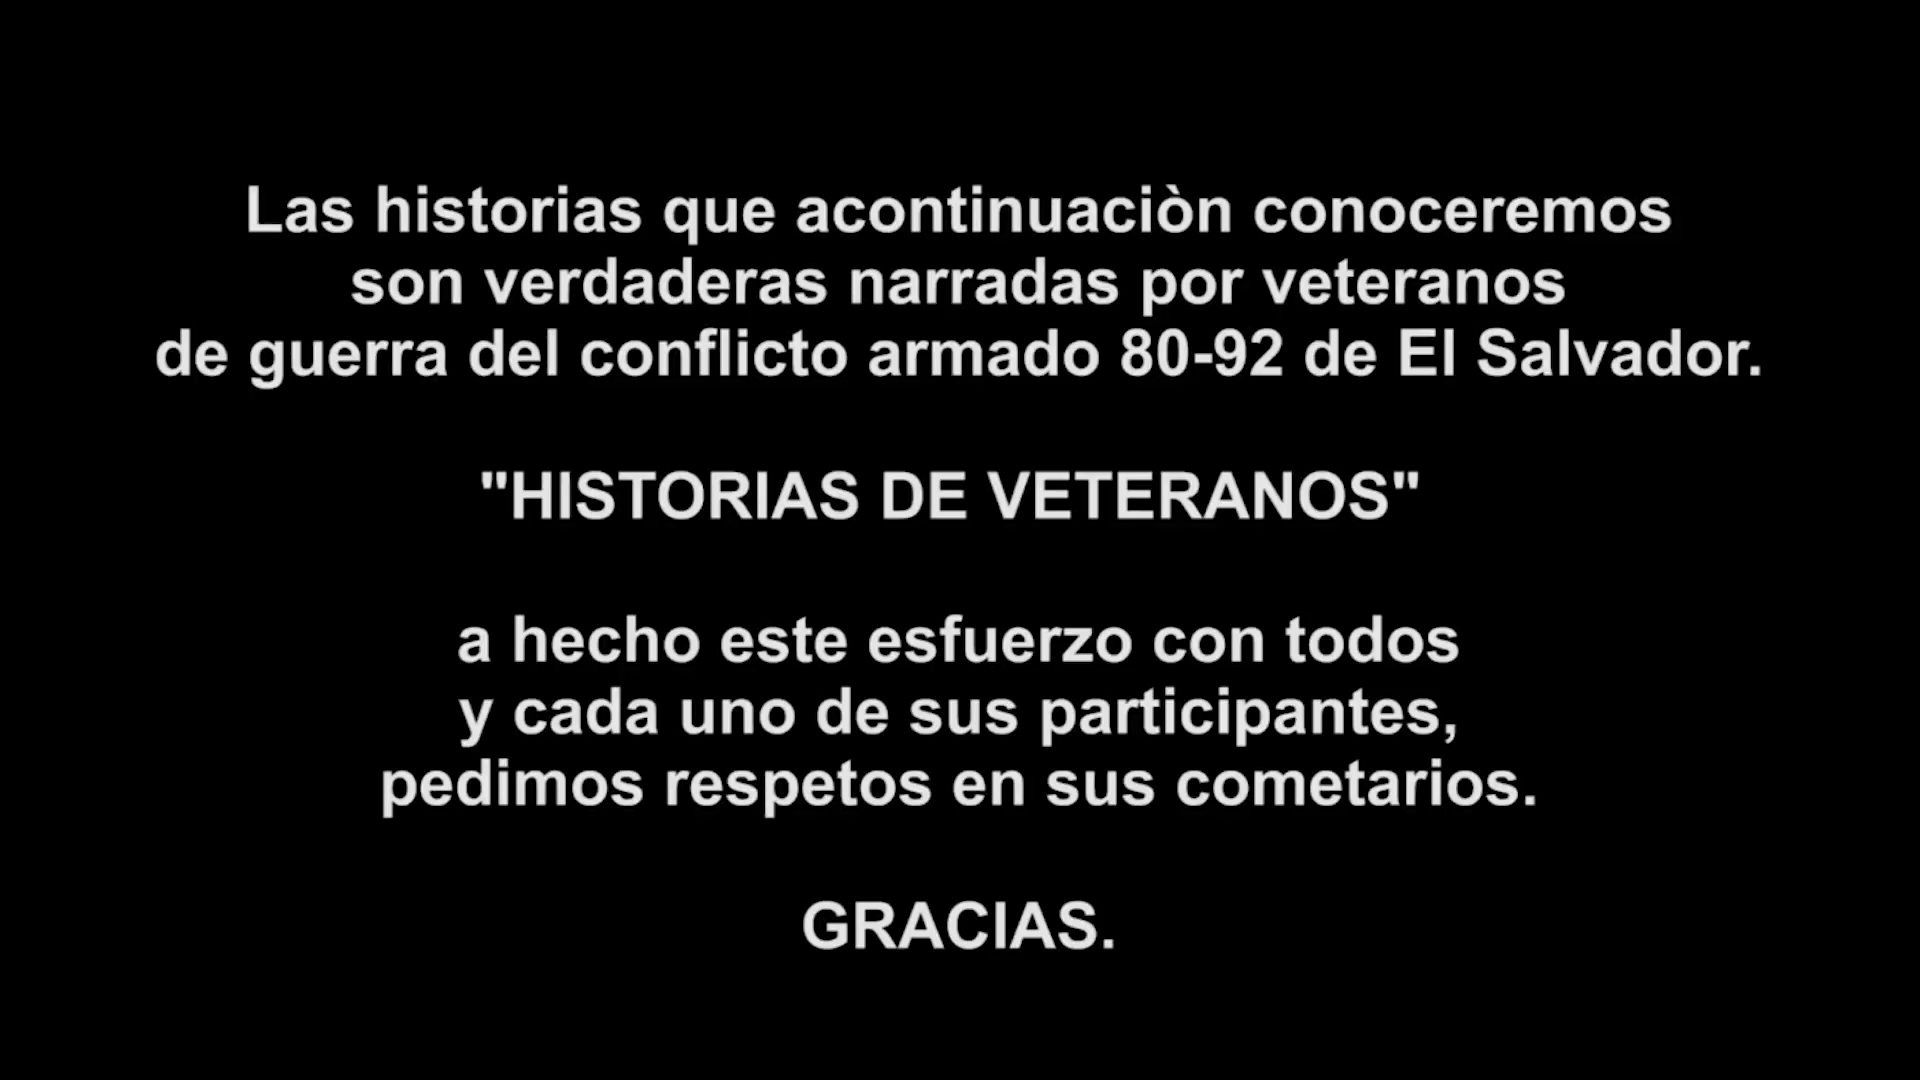 Las historias que acontinuaciòn conoceremos
son verdaderas narradas por veteranos
de guerra del conflicto armado 80-92 de El Salvador.
"HISTORIAS DE VETERANOS"
a hecho este esfuerzo con todos
y cada uno de sus participantes,
pedimos respetos en sus cometarios.
GRACIAS.